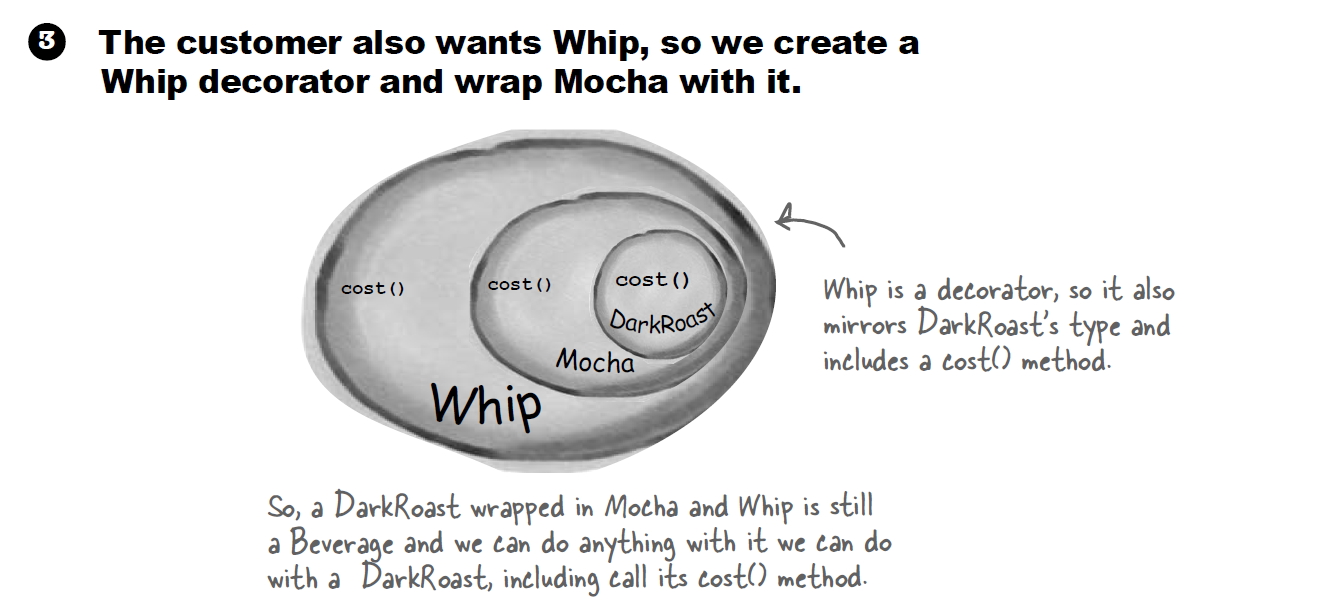 3 The customer also wants Whip, so we create a
Whip decorator and wrap Mocha with it.
cost()
cost()
cost()
DarkRoast
Mocha
Whip
Whip is a decorator, so it also
mirrors DarkRoast's type and
includes a cost() method.
So, a DarkRoast wrapped in Mocha and Whip is still
a Beverage and we can do anything with it we can do
with a DarkRoast, including call its cost() method.